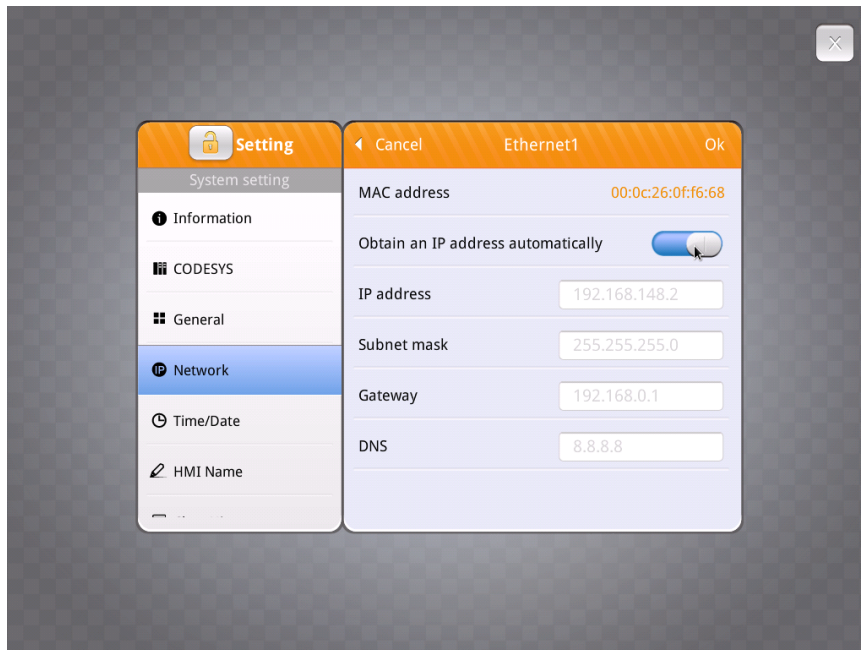 X
Setting
System setting
Information
CODESYS
General
IP Network
Time/Date
HMI Name
Cancel Ethernet1 Ok
MAC address 00:0c:26:0f:f6:68
Obtain an IP address automatically
IP address 192.168.148.2
Subnet mask 255.255.255.0
Gateway 192.168.0.1
DNS 8.8.8.8